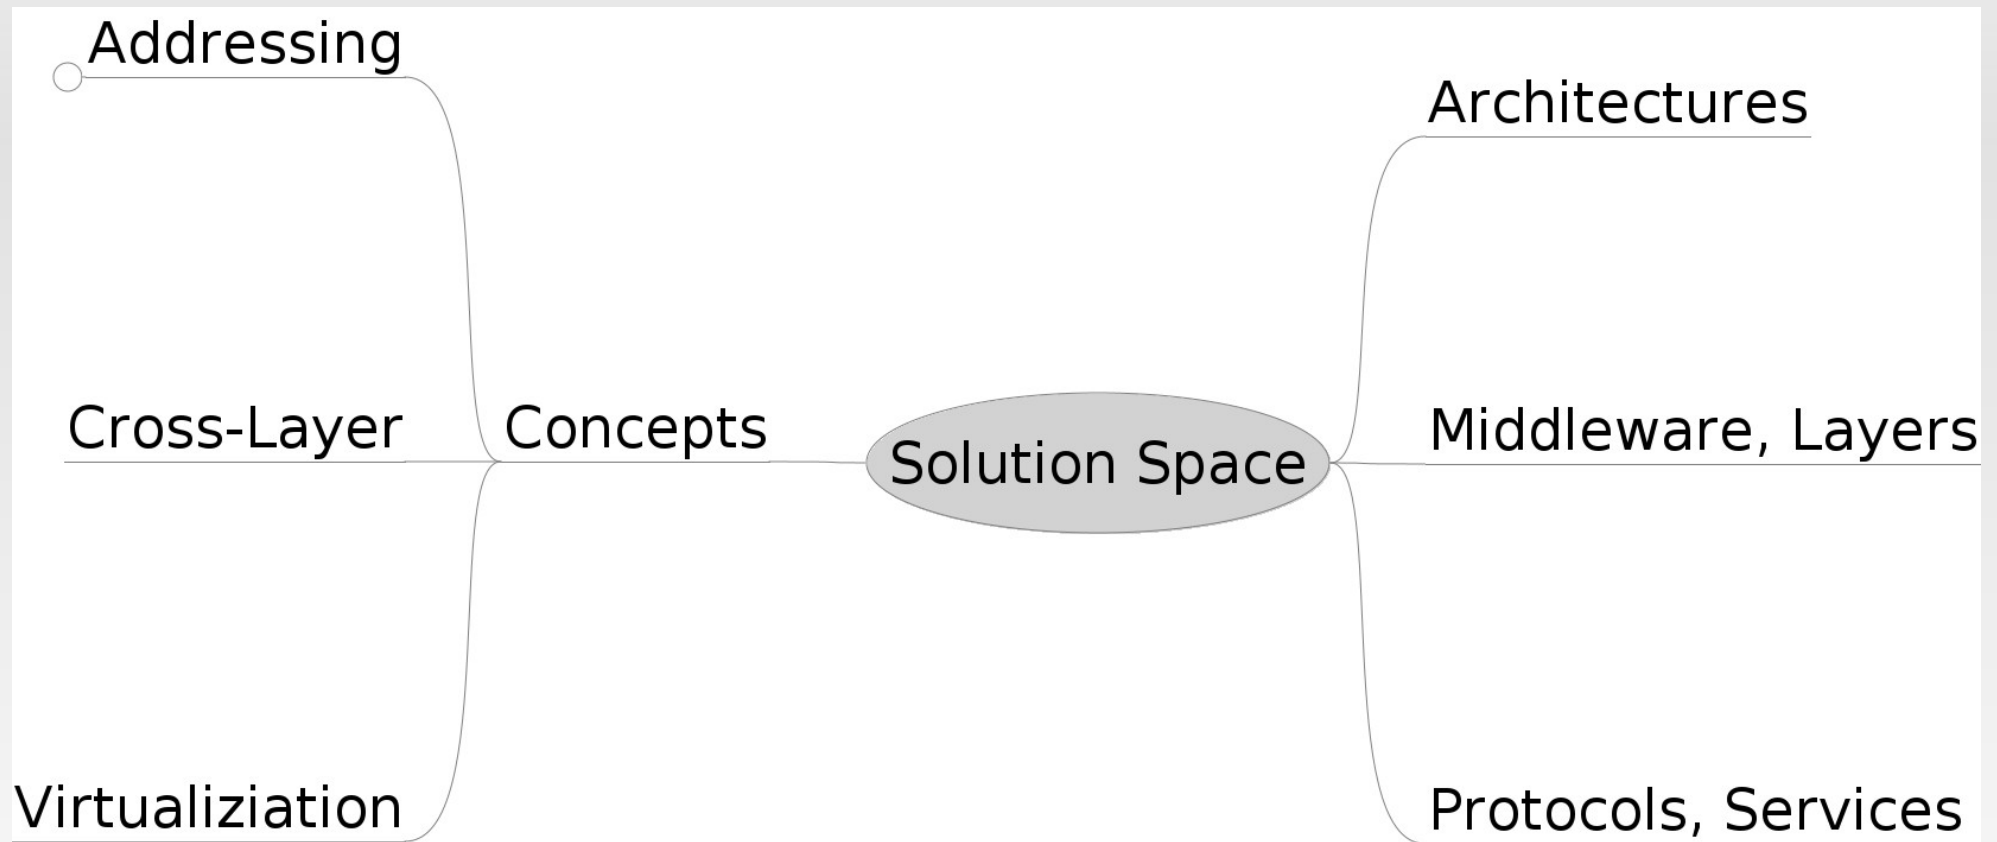 Addressing
Architectures
Cross-Layer
Concepts
Solution Space
Middleware, Layers
Virtualiziation
Protocols, Services